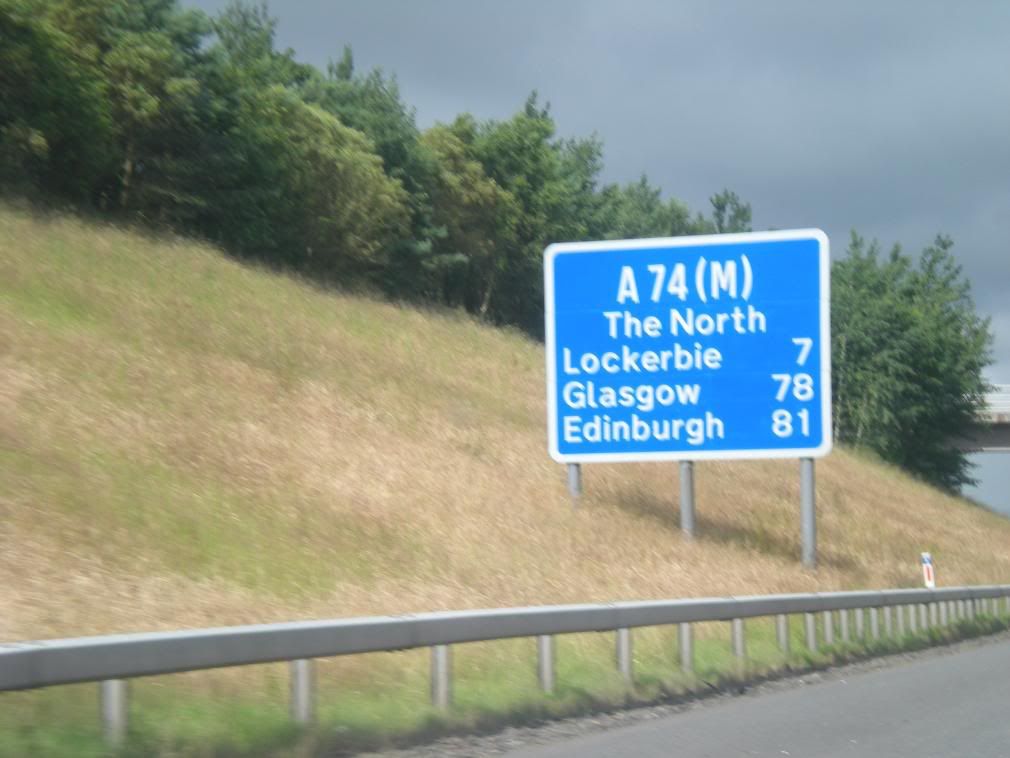 A 74 (M)
The North
Lockerbie 7
Glasgow 78
Edinburgh 81